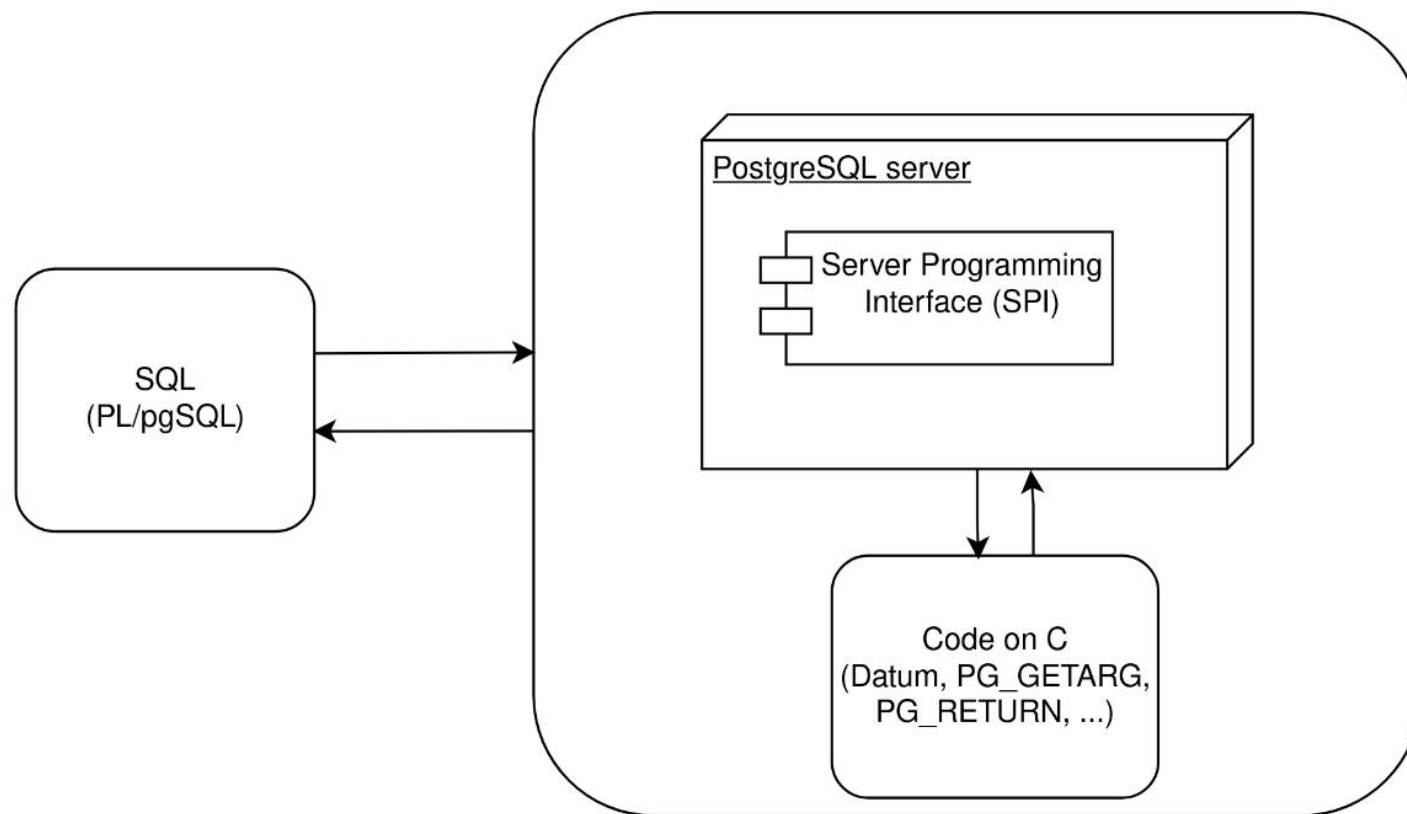 PostgreSQL server
Server Programming
Interface (SPI)
SQL
(PL/pgSQL)
Code on C
(Datum, PG_GETARG,
PG_RETURN, ...)